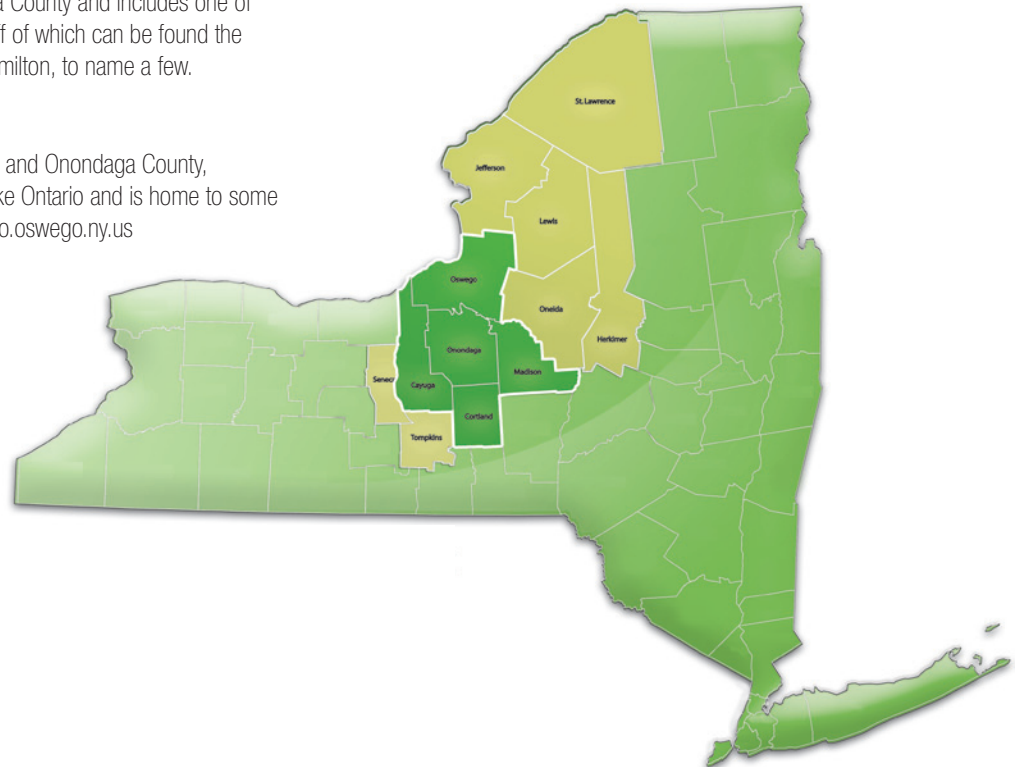 a County and includes one of
ff of which can be found the
milton, to name a few.
and Onondaga County,
ke Ontario and is home to some
o.oswego.ny.us
St. Lawrence
Jefferson
Lewis
Oswego
Oneida
Herkimer
Onondaga
Madison
Senec
Cayuga
Cortland
Tompkins